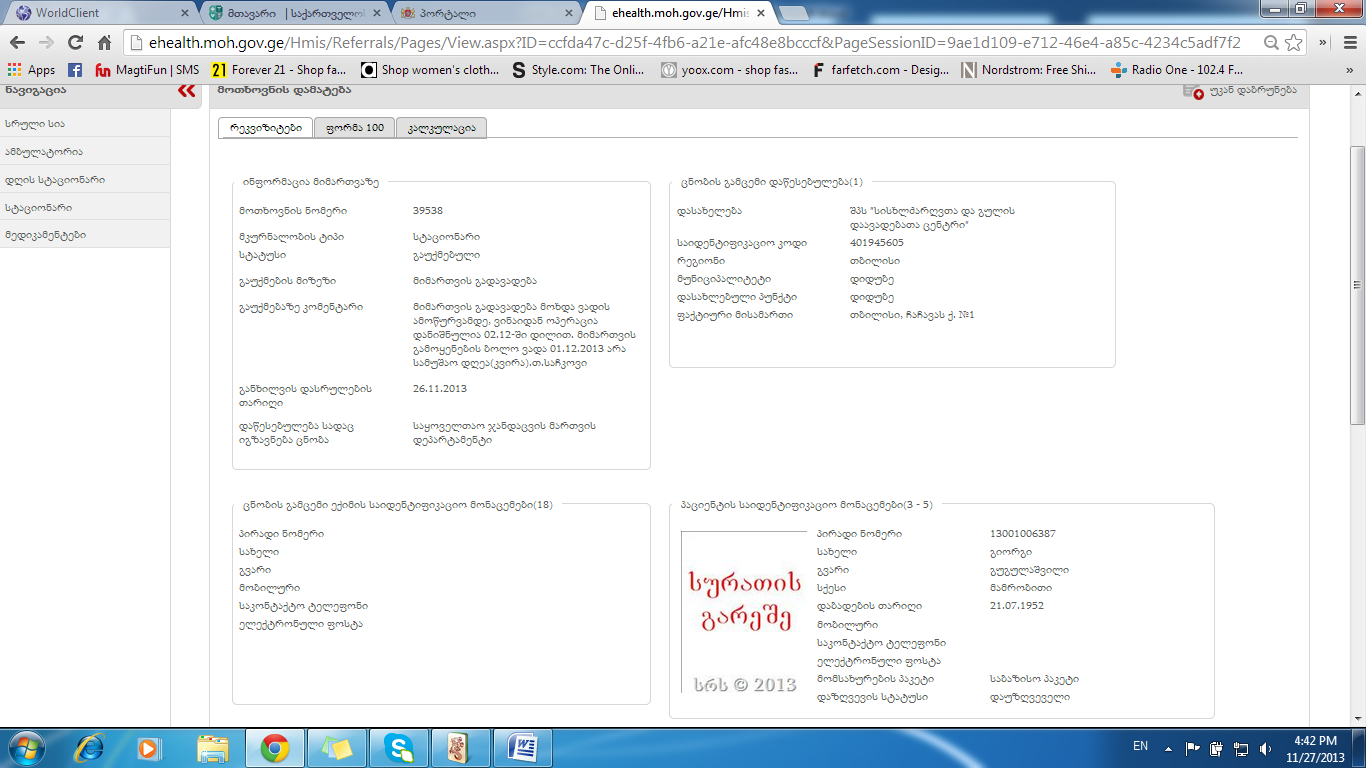 WorldClient
მთავარი | საქართველო
პორტალი
ehealth.moh.gov.ge/Hmis
ehealth.moh.gov.ge/Hmis/Referrals/Pages/View.aspx?ID=ccfda47c-d25f-4fb6-a21e-afc48e8bcccf&PageSessionID=9ae1d109-e712-46e4-a85c-4234c5adf7f2
Apps MagtiFun | SMS Forever 21 - Shop fa... Shop women's cloth... Style.com: The Onli... yoox.com - shop fas... farfetch.com - Desig... Nordstrom: Free Shi... Radio One - 102.4 F...
ნავიგაცია
სრული სია
ამბულატორია
დღის სტაციონარი
სტაციონარი
მედიკამენტები
მოთხოვნის დამატება
უკან დაბრუნება
რეკვიზიტები ფორმა 100 კალკულაცია
ინფორმაცია მიმართვაზე
მოთხოვნის ნომერი 39538
მკურნალობის ტიპი სტაციონარი
სტატუსი გაუქმებული
გაუქმების მიზეზი მიმართვის გადავადება
გაუქმებაზე კომენტარი მიმართვის გადავადება მოხდა ვადის
ამოწურვამდე, ვინაიდან ოპერაცია
დანიშნულია 02.12-ში დილით. მიმართვის
გამოყენების ბოლო ვადა 01.12.2013 არა
სამუშაო დღეა(კვირა).თ.საჩკოვი
განხილვის დასრულების 26.11.2013
თარიღი
დაწესებულება სადაც საყოველთაო ჯანდაცვის მართვის
იგზავნება ცნობა დეპარტამენტი
ცნობის გამცემი დაწესებულება(1)
დასახელება შპს "სისხლძარღვთა და გულის
დაავადებათა ცენტრი"
საიდენტიფიკაციო კოდი 401945605
რეგიონი თბილისი
მუნიციპალიტეტი დიდუბე
დასახლებული პუნქტი დიდუბე
ფაქტიური მისამართი თბილისი, ჩაჩავას ქ. №1
ცნობის გამცემი ექიმის საიდენტიფიკაციო მონაცემები(18)
პირადი ნომერი
სახელი
გვარი
მობილური
საკონტაქტო ტელეფონი
ელექტრონული ფოსტა
პაციენტის საიდენტიფიკაციო მონაცემები(3 - 5)
სურათის
გარეშე
სრს © 2013
პირადი ნომერი 13001006387
სახელი გიორგი
გვარი გუგულაშვილი
სქესი მამრობითი
დაბადების თარიღი 21.07.1952
მობილური
საკონტაქტო ტელეფონი
ელექტრონული ფოსტა
მომსახურების პაკეტი საბაზისო პაკეტი
დაზღვევის სტატუსი დაუზღვეველი
EN
4:42 PM
11/27/2013